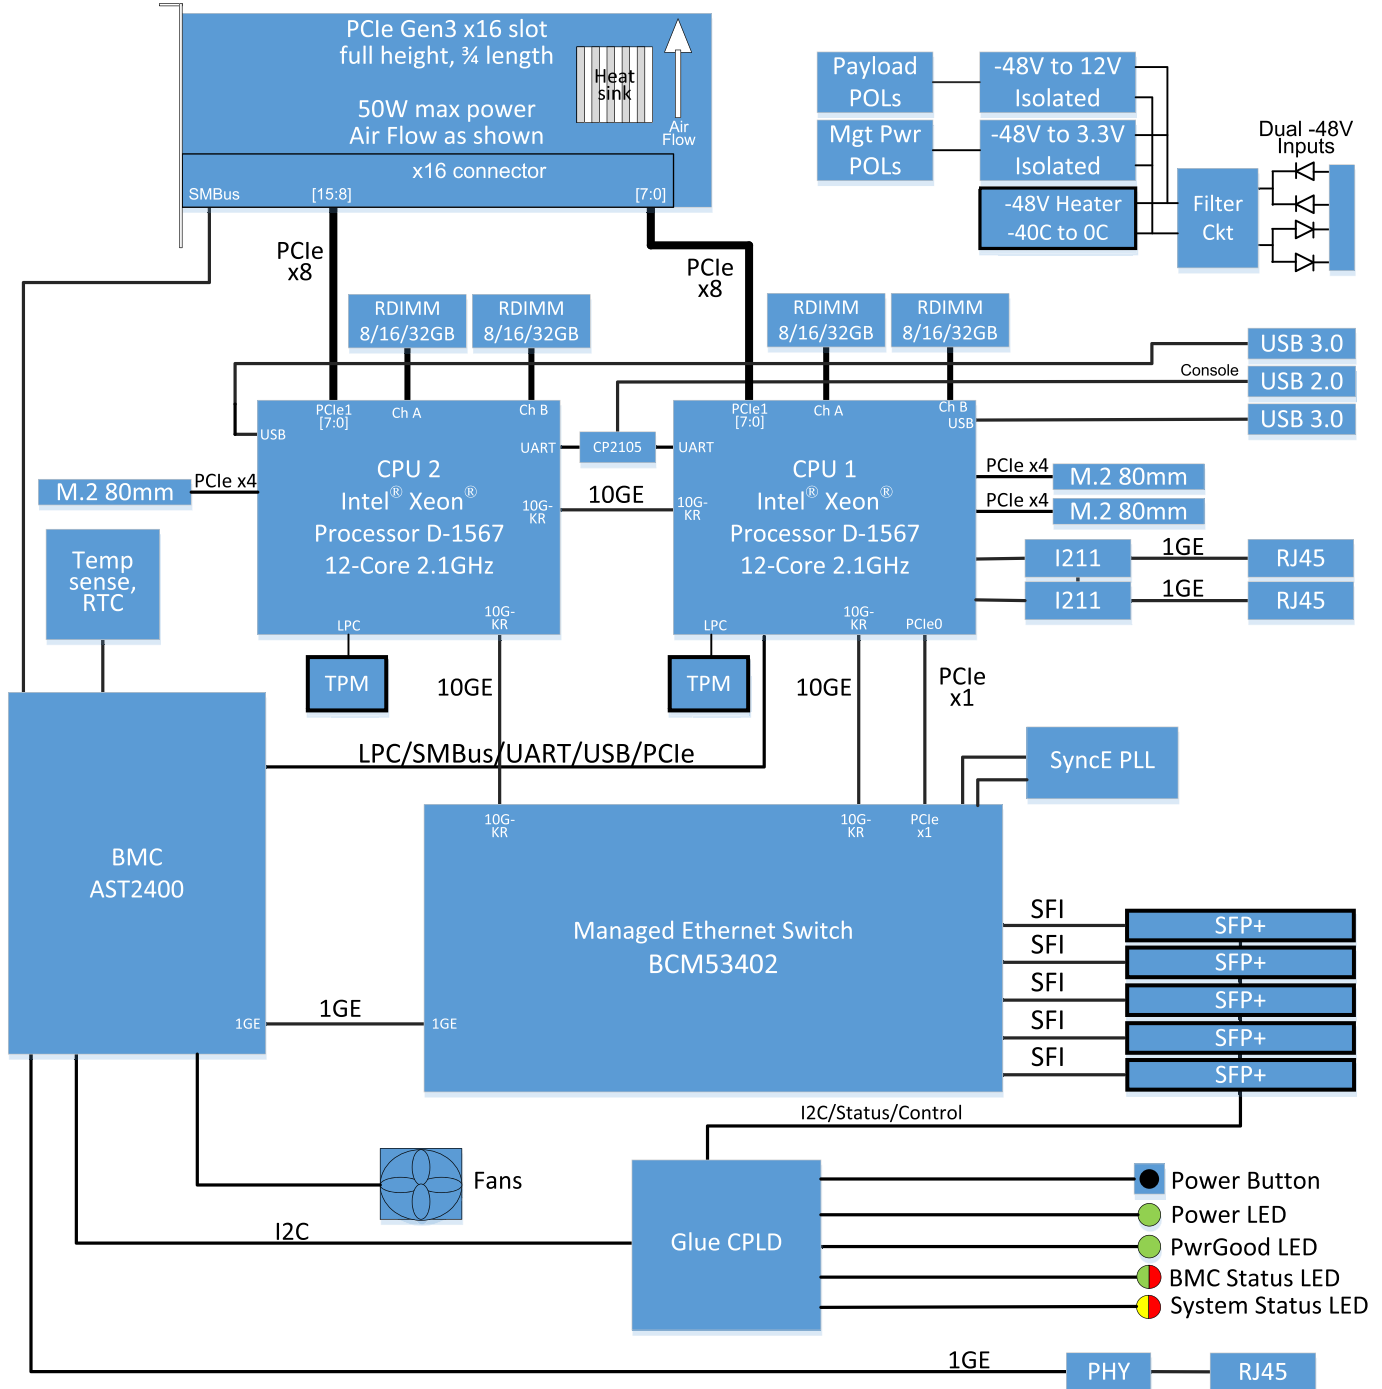 PCIe Gen3 x16 slot
full height, ¾ length
50W max power
Air Flow as shown
Heat
sink
Air
Flow
x16 connector
SMBus
[15:8]
[7:0]
Payload
POLs
-48V to 12V
Isolated
Mgt Pwr
POLs
-48V to 3.3V
Isolated
-48V Heater
-40C to 0C
Filter
Ckt
Dual -48V
Inputs
PCIe
x8
PCIe
x8
RDIMM
8/16/32GB
RDIMM
8/16/32GB
RDIMM
8/16/32GB
RDIMM
8/16/32GB
USB 3.0
Console
USB 2.0
USB 3.0
PCIe1
[7:0]
Ch A
Ch B
USB
UART
CPU 2
Intel® Xeon®
Processor D-1567
12-Core 2.1GHz
10G-
KR
LPC
10G-
KR
CP2105
10GE
PCIe1
[7:0]
Ch A
Ch B
USB
UART
CPU 1
Intel® Xeon®
Processor D-1567
12-Core 2.1GHz
10G-
KR
LPC
10G-
KR
PCIe0
M.2 80mm
PCIe x4
PCIe x4
M.2 80mm
PCIe x4
M.2 80mm
Temp
sense,
RTC
I211
1GE
RJ45
I211
1GE
RJ45
TPM
10GE
TPM
10GE
PCIe
x1
LPC/SMBus/UART/USB/PCIe
SyncE PLL
BMC
AST2400
1GE
1GE
10G-
KR
10G-
KR
PCIe
x1
Managed Ethernet Switch
BCM53402
1GE
SFI
SFP+
SFI
SFP+
SFI
SFP+
SFI
SFP+
SFI
SFP+
I2C/Status/Control
Fans
I2C
Glue CPLD
Power Button
Power LED
PwrGood LED
BMC Status LED
System Status LED
1GE
PHY
RJ45